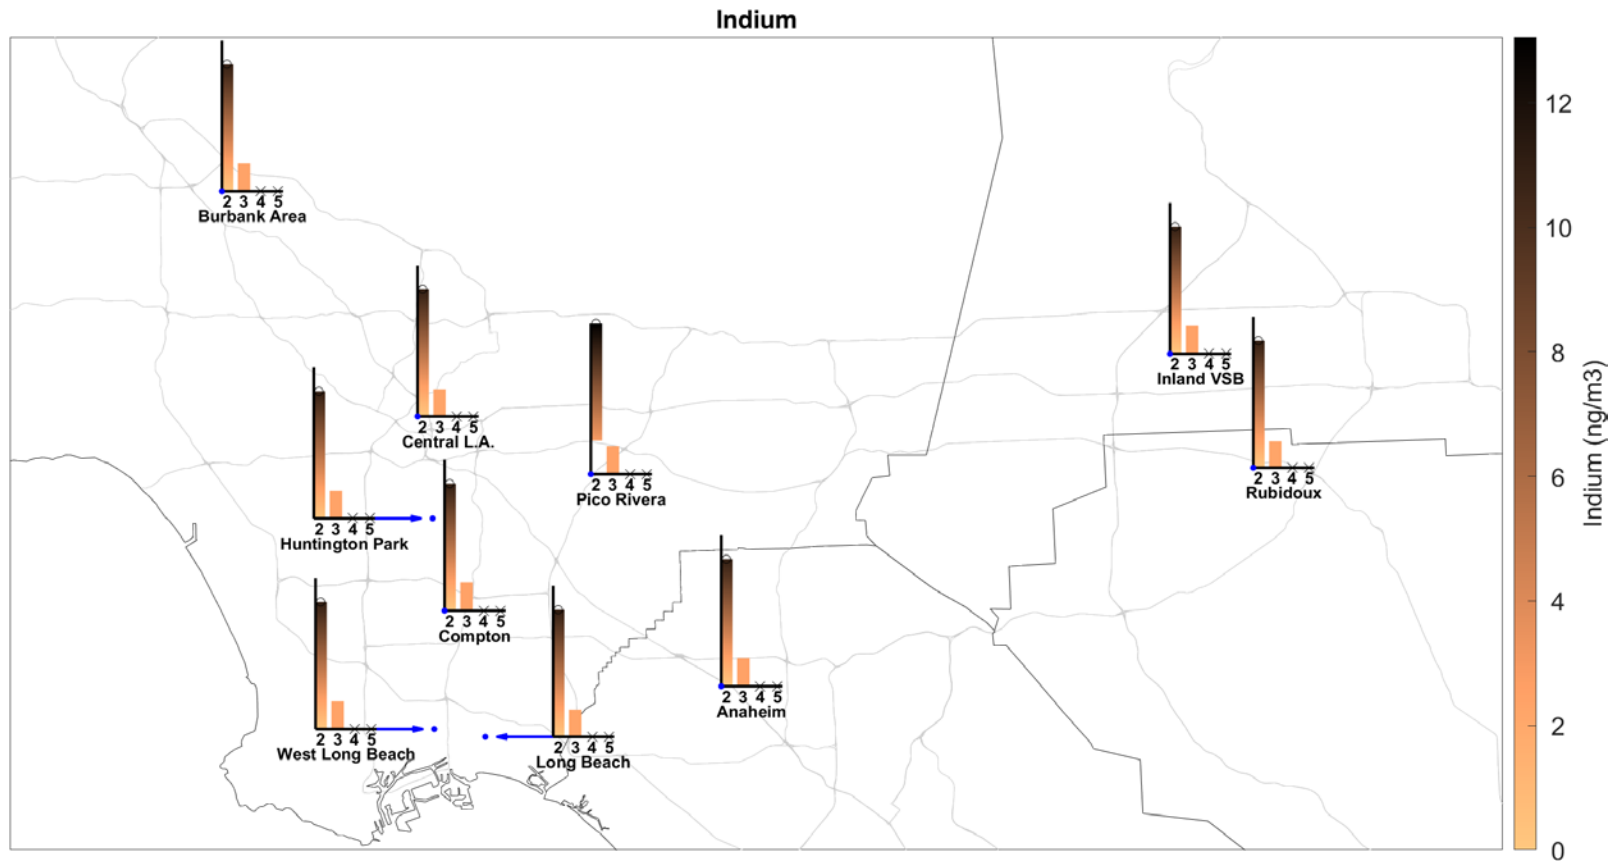 Indium
2 3 4 5
Burbank Area
2 3 4 5
Inland VSB
2 3 4 5
Central L.A.
2 3 4 5
Pico Rivera
2 3 4 5
Rubidoux
2 3 4 5
Huntington Park
2 3 4 5
Compton
2 3 4 5
Anaheim
2 3 4 5
West Long Beach
2 3 4 5
Long Beach
12
10
8
6
4
2
0
Indium (ng/m3)